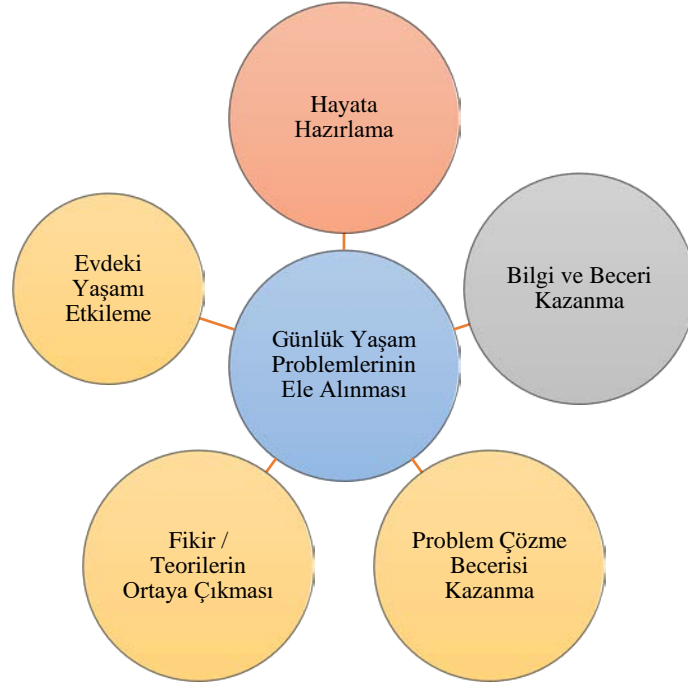 Hayata
Hazırlama
Evdeki
Yaşamı
Etkileme
Bilgi ve Beceri
Kazanma
Günlük Yaşam
Problemlerinin
Ele Alınması
Fikir /
Teorilerin
Ortaya Çıkması
Problem Çözme
Becerisi
Kazanma